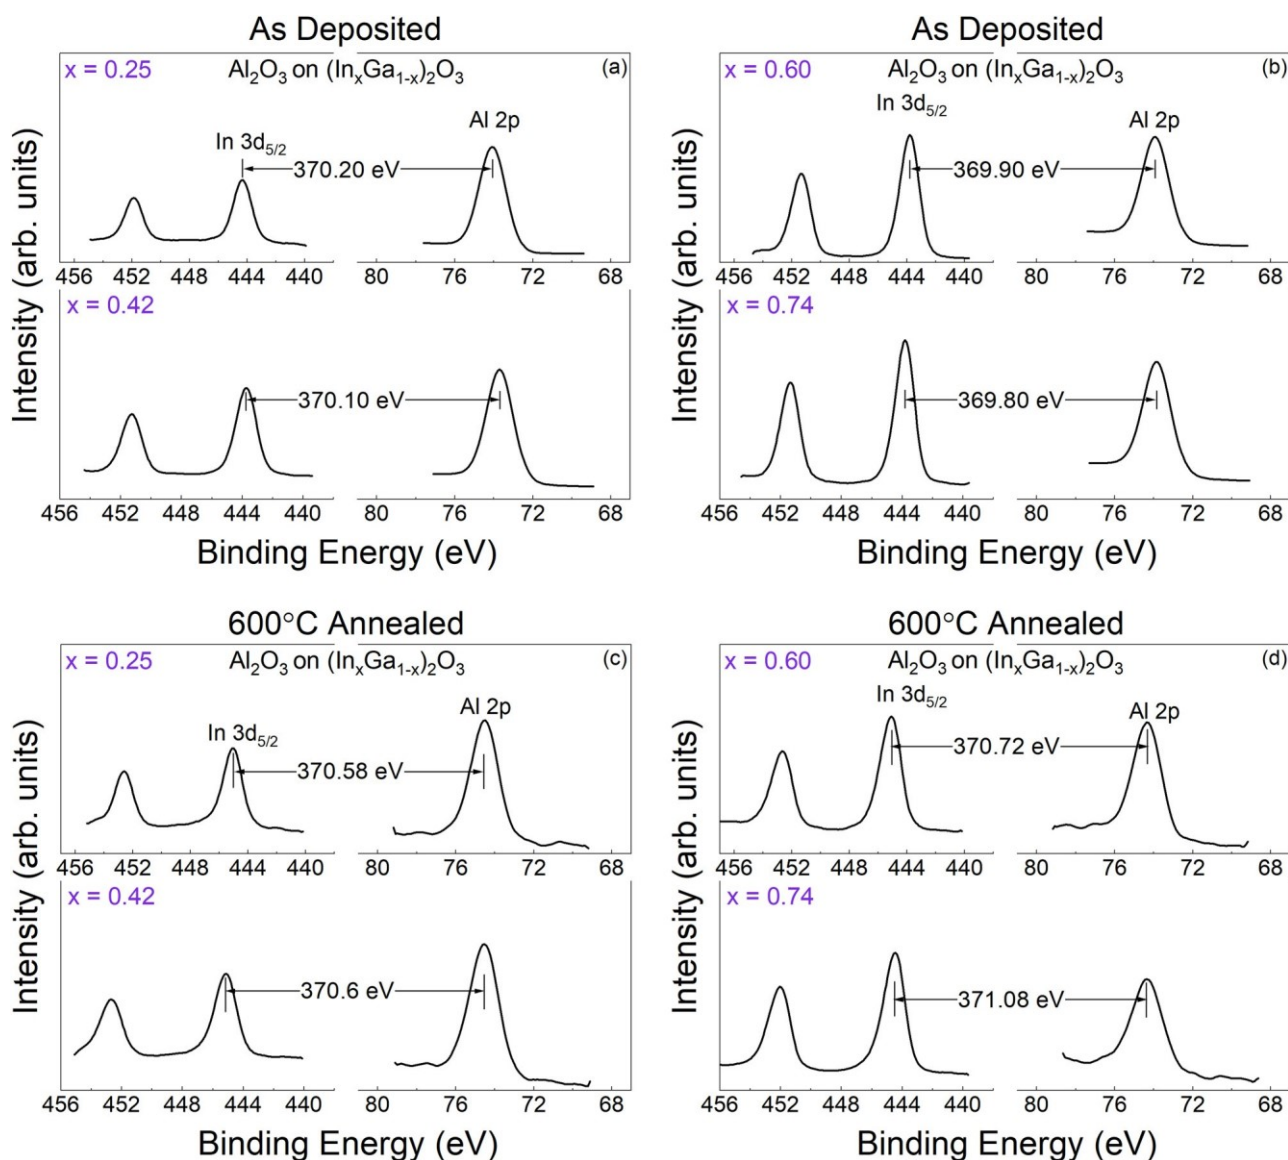 As Deposited
x = 0.25 Al₂O₃ on (InₓGa₁₋ₓ)₂O₃ (a)
In 3d₅/₂
Al 2p
370.20 eV
456 452 448 444 440 80 76 72 68
x = 0.42
370.10 eV
456 452 448 444 440 80 76 72 68
Binding Energy (eV)
Intensity (arb. units)
As Deposited
x = 0.60 Al₂O₃ on (InₓGa₁₋ₓ)₂O₃ (b)
In 3d₅/₂
Al 2p
369.90 eV
456 452 448 444 440 80 76 72 68
x = 0.74
369.80 eV
456 452 448 444 440 80 76 72 68
Binding Energy (eV)
Intensity (arb. units)
600°C Annealed
x = 0.25 Al₂O₃ on (InₓGa₁₋ₓ)₂O₃ (c)
In 3d₅/₂
Al 2p
370.58 eV
456 452 448 444 440 80 76 72 68
x = 0.42
370.6 eV
456 452 448 444 440 80 76 72 68
Binding Energy (eV)
Intensity (arb. units)
600°C Annealed
x = 0.60 Al₂O₃ on (InₓGa₁₋ₓ)₂O₃ (d)
In 3d₅/₂
Al 2p
370.72 eV
456 452 448 444 440 80 76 72 68
x = 0.74
371.08 eV
456 452 448 444 440 80 76 72 68
Binding Energy (eV)
Intensity (arb. units)